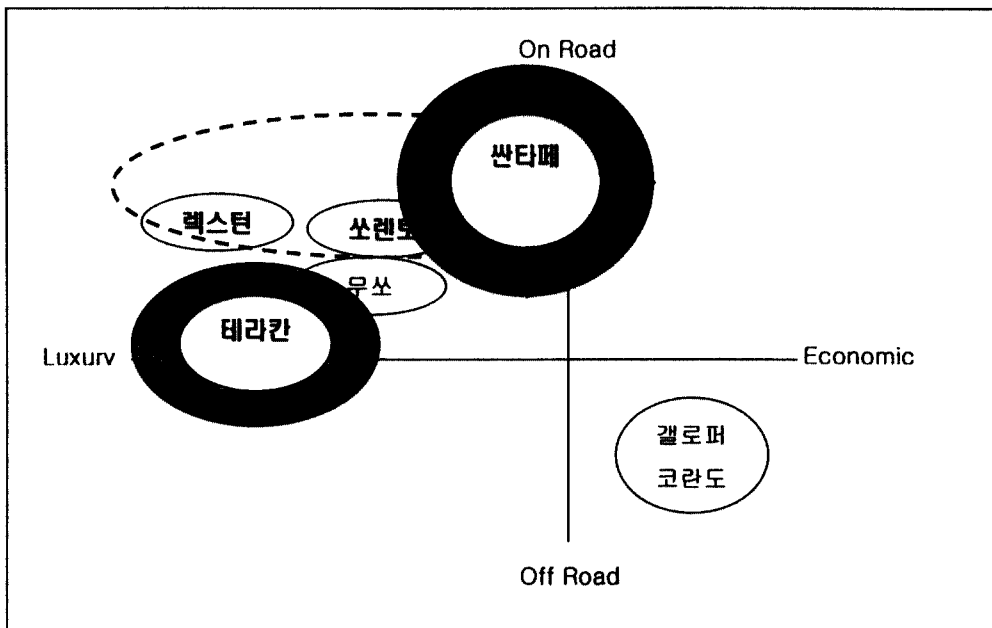 On Road
싼타페
렉스턴
쏘렌토
무쏘
테라칸
Luxury
Economic
갤로퍼
코란도
Off Road